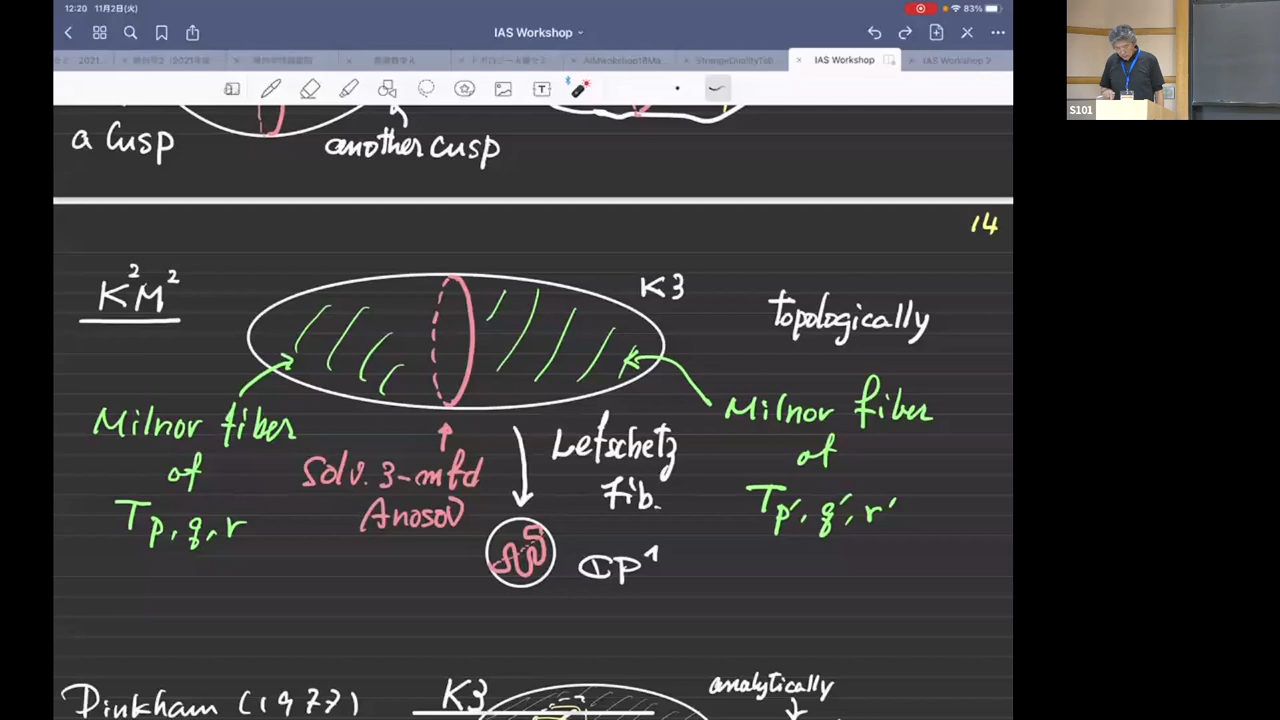 12:20 11月2日(火)
83%
IAS Workshop
IAS Workshop
IAS Workshop 2
S101
a Cusp
another cusp
14
K²M²
K3
topologically
Milnor fiber
of
Tp,q,r
Solv. 3-mfd
Anosov
Lefschetz
Fib.
ℂP¹
Milnor fiber
of
Tp′,q′,r′
Pinkham (1977)
K3
analytically